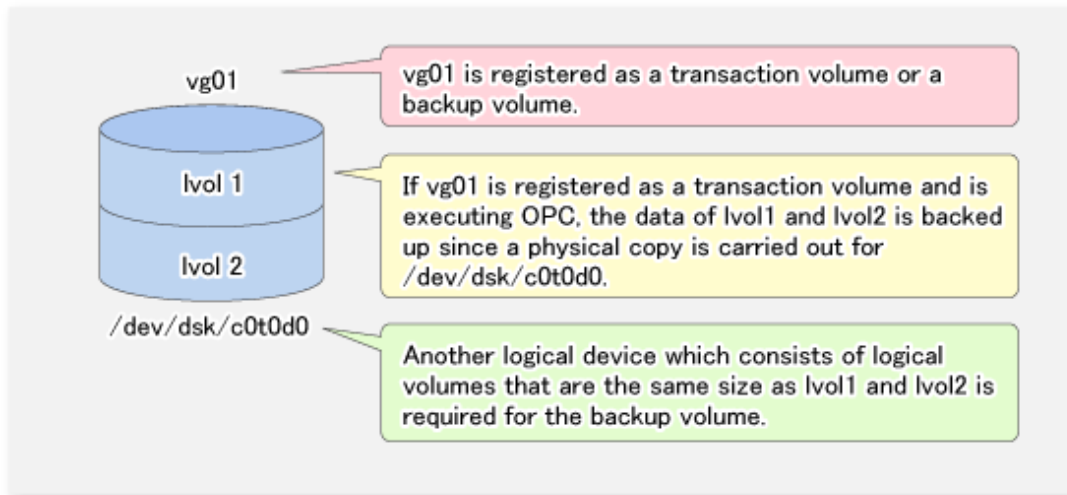 vg01
vg01 is registered as a transaction volume or a
backup volume.
lvol 1
lvol 2
If vg01 is registered as a transaction volume and is
executing OPC, the data of lvol1 and lvol2 is backed
up since a physical copy is carried out for
/dev/dsk/c0t0d0.
/dev/dsk/c0t0d0
Another logical device which consists of logical
volumes that are the same size as lvol1 and lvol2 is
required for the backup volume.